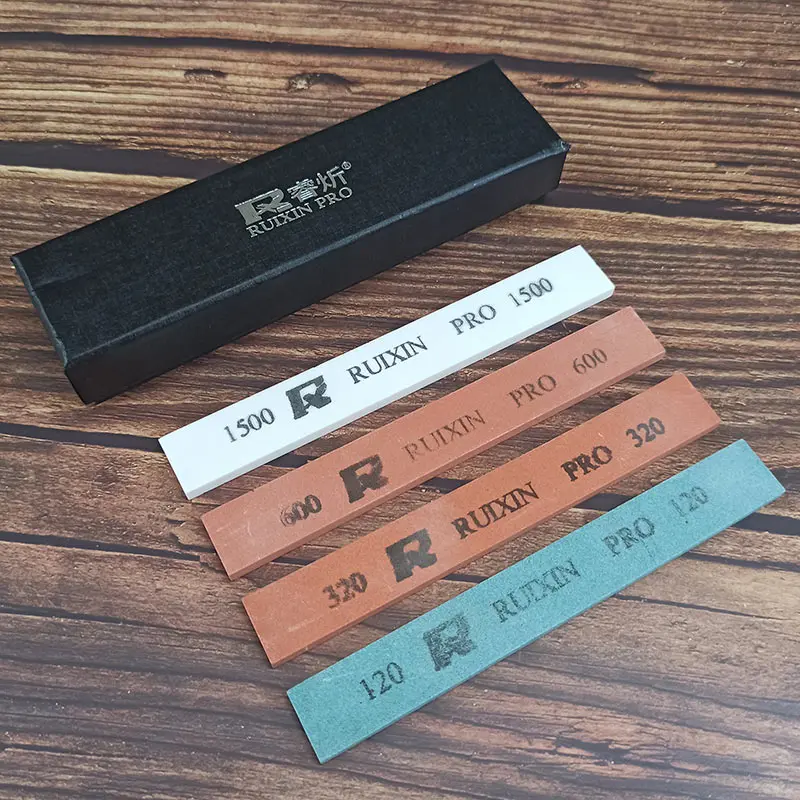 R 睿炘®
RUIXIN PRO
1500 R RUIXIN PRO 1500
600 R RUIXIN PRO 600
320 R RUIXIN PRO 320
120 R RUIXIN PRO 120